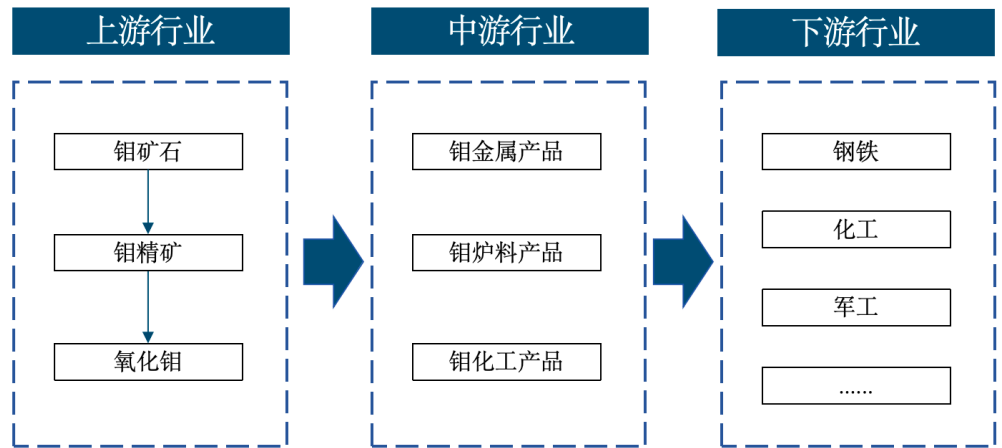 上游行业
钼矿石
钼精矿
氧化钼
中游行业
钼金属产品
钼炉料产品
钼化工产品
下游行业
钢铁
化工
军工
......